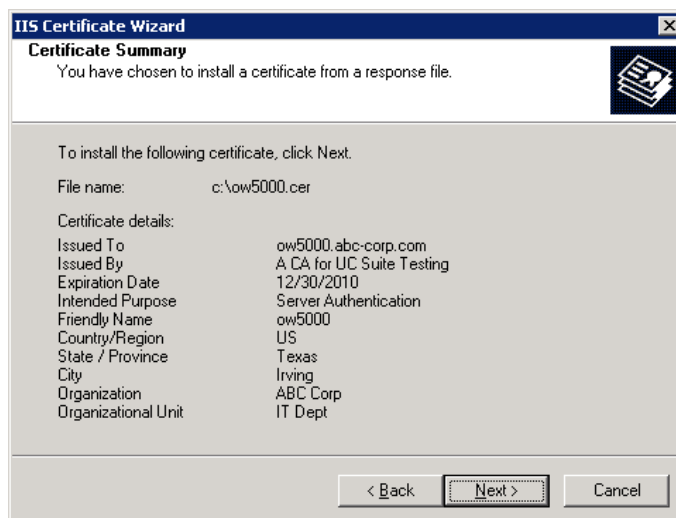 IIS Certificate Wizard
Certificate Summary
You have chosen to install a certificate from a response file.
To install the following certificate, click Next.
File name: c:\ow5000.cer
Certificate details:
Issued To ow5000.abc-corp.com
Issued By A CA for UC Suite Testing
Expiration Date 12/30/2010
Intended Purpose Server Authentication
Friendly Name ow5000
Country/Region US
State / Province Texas
City Irving
Organization ABC Corp
Organizational Unit IT Dept
< Back Next > Cancel